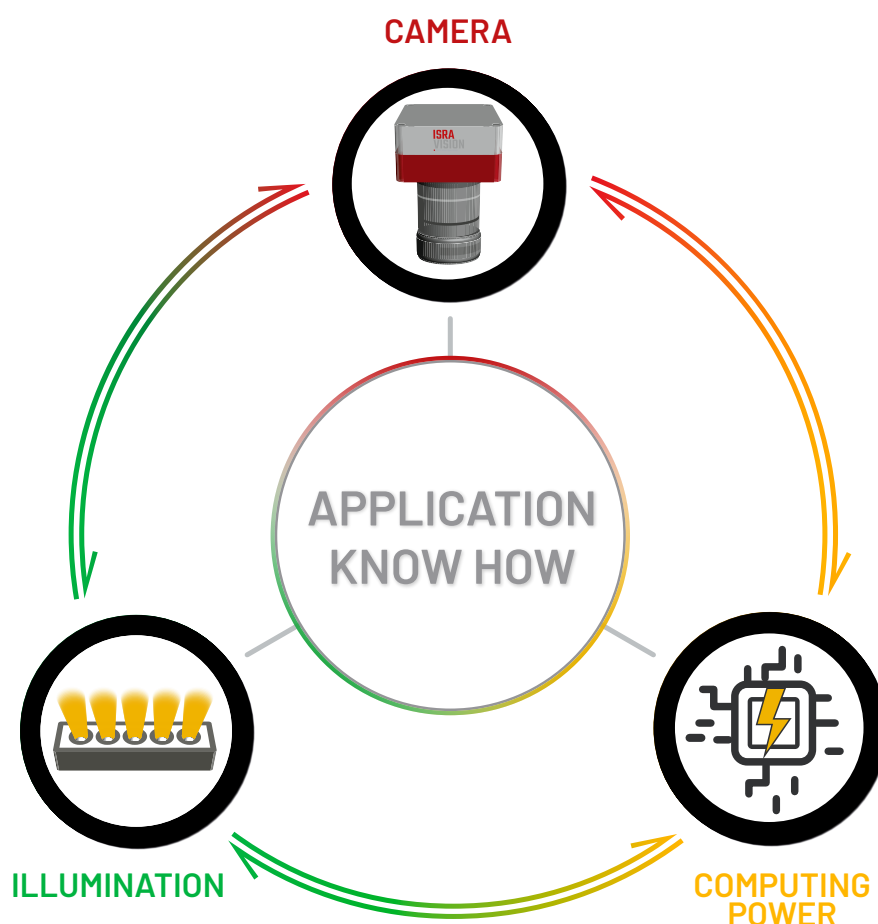 CAMERA
ISRA
VISION
APPLICATION
KNOW HOW
ILLUMINATION
COMPUTING
POWER